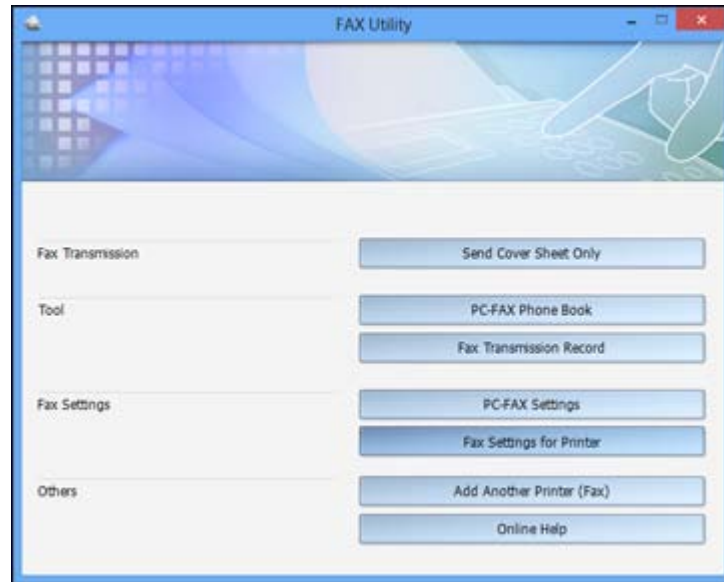 FAX Utility
Fax Transmission
Send Cover Sheet Only
Tool
PC-FAX Phone Book
Fax Transmission Record
Fax Settings
PC-FAX Settings
Fax Settings for Printer
Others
Add Another Printer (Fax)
Online Help